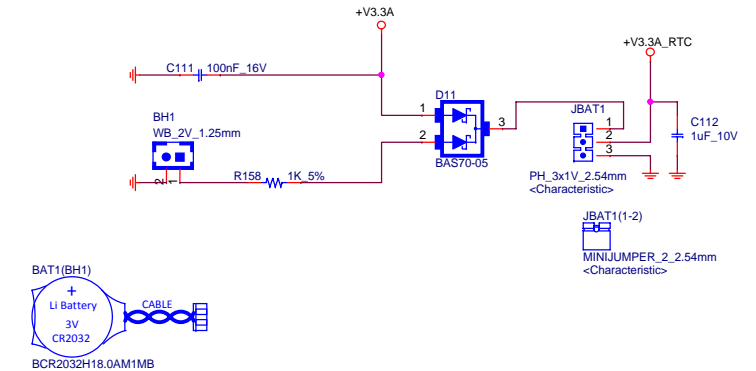 +V3.3A
C111
100nF_16V
+V3.3A_RTC
BH1
WB_2V_1.25mm
D11
1
2
3
BAS70-05
JBAT1
1
2
3
C112
1uF_10V
2
1
R158
1K_5%
PH_3x1V_2.54mm
<Characteristic>
JBAT1(1-2)
MINIJUMPER_2_2.54mm
<Characteristic>
BAT1(BH1)
+
Li Battery
3V
CR2032
CABLE
BCR2032H18.0AM1MB